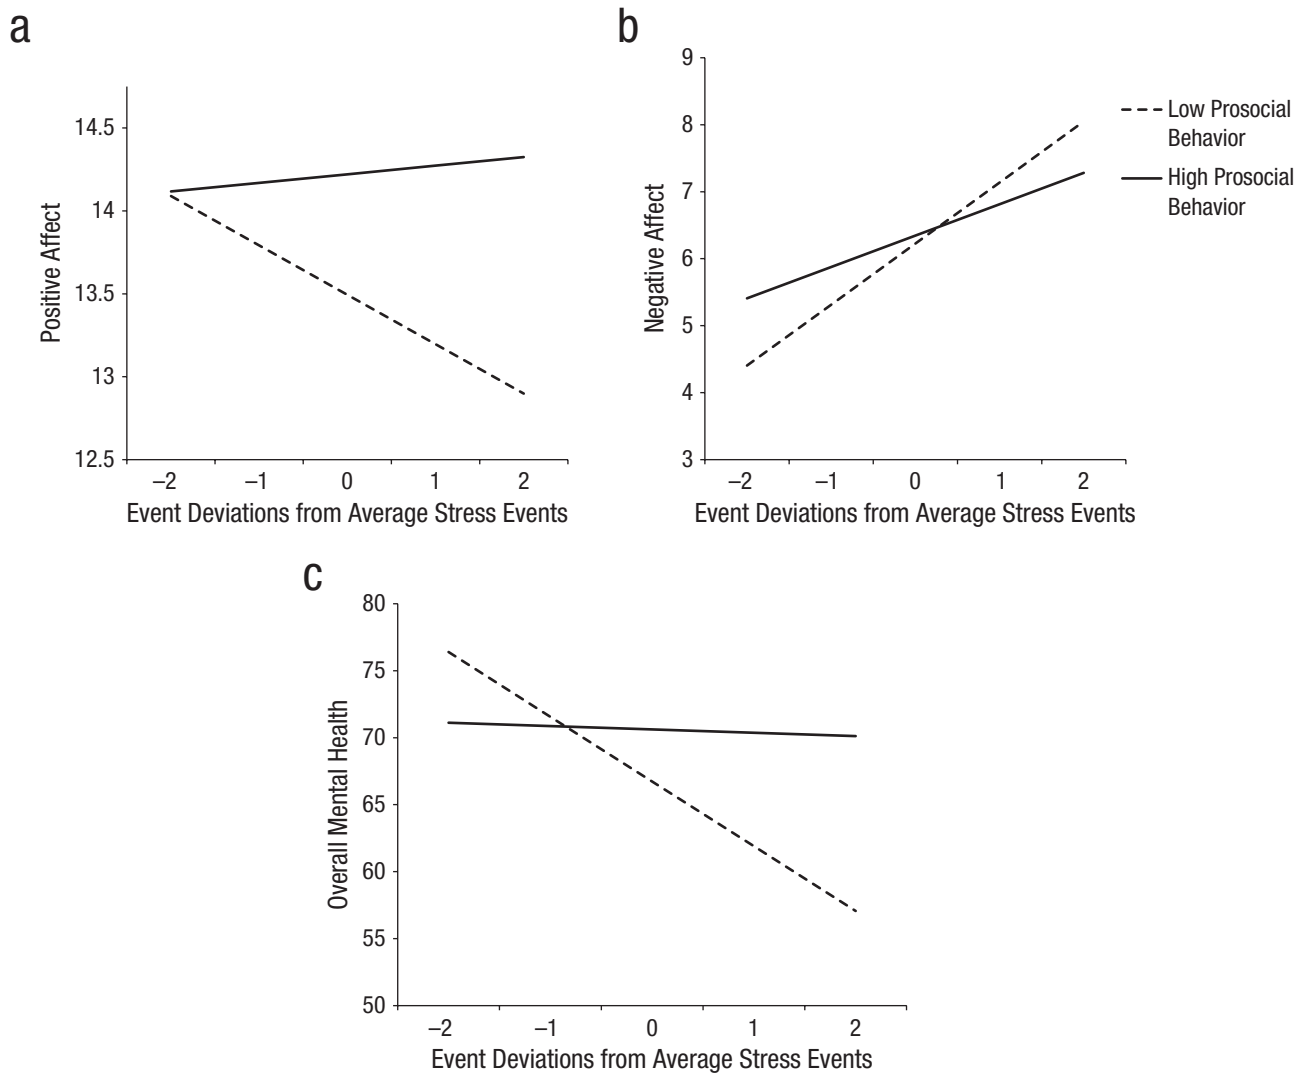 a
14.5
14
13.5
13
12.5
Positive Affect
–2 –1 0 1 2
Event Deviations from Average Stress Events
b
9
8
7
6
5
4
3
Negative Affect
–2 –1 0 1 2
Event Deviations from Average Stress Events
Low Prosocial
Behavior
High Prosocial
Behavior
c
80
75
70
65
60
55
50
Overall Mental Health
–2 –1 0 1 2
Event Deviations from Average Stress Events